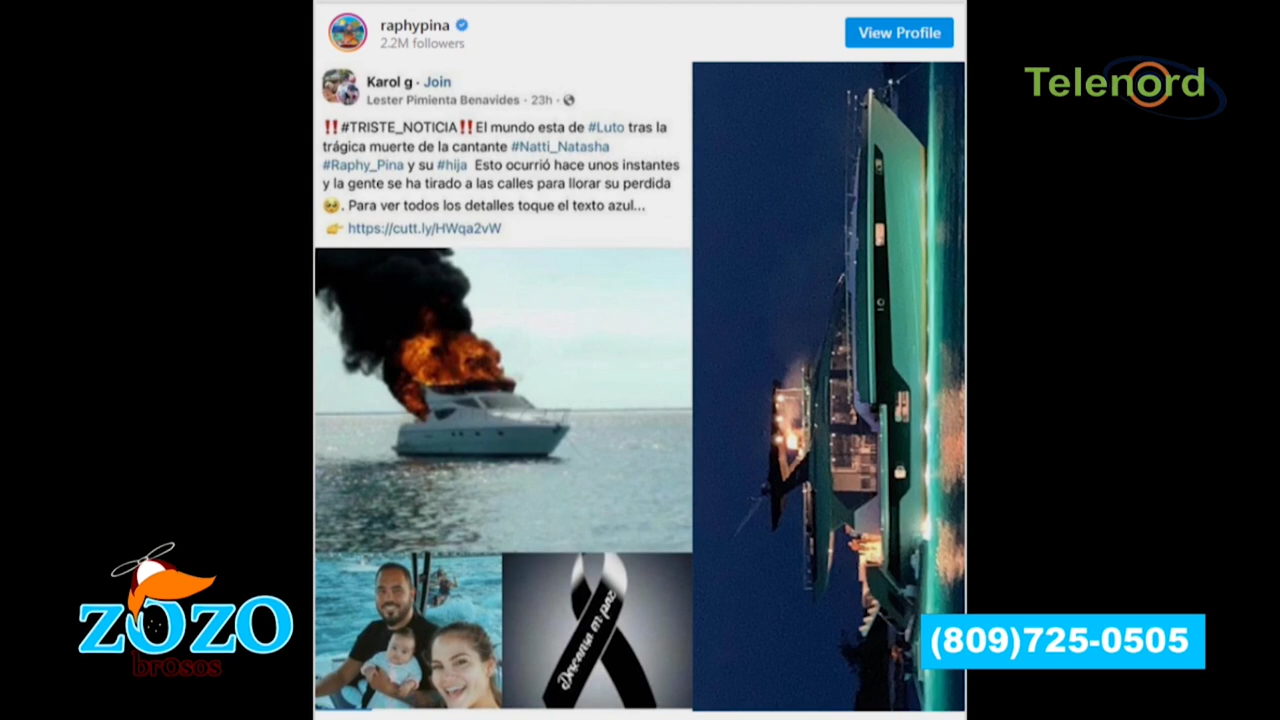 raphypina
2.2M followers
View Profile
Karol g · Join
Lester Pimienta Benavides · 23h ·
‼️#TRISTE_NOTICIA‼️El mundo esta de #Luto tras la
trágica muerte de la cantante #Natti_Natasha
#Raphy_Pina y su #hija Esto ocurrió hace unos instantes
y la gente se ha tirado a las calles para llorar su perdida
🥺. Para ver todos los detalles toque el texto azul...
👉 https://cutt.ly/HWqa2vW
Descansa en paz
Telenord
ZOZO
brOsos
(809)725-0505